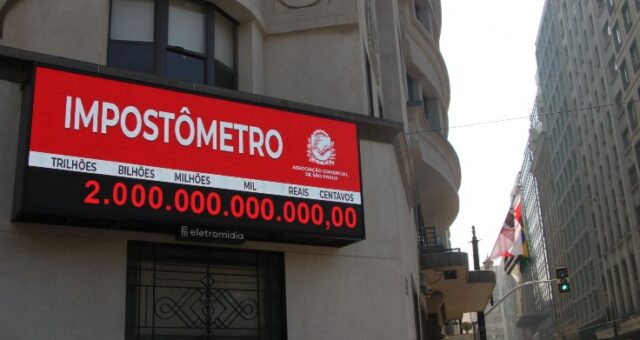 IMPOSTÔMETRO
ASSOCIAÇÃO COMERCIAL
DE SÃO PAULO
TRILHÕES BILHÕES MILHÕES MIL REAIS CENTAVOS
2.000.000.000.000,00
eletromidia